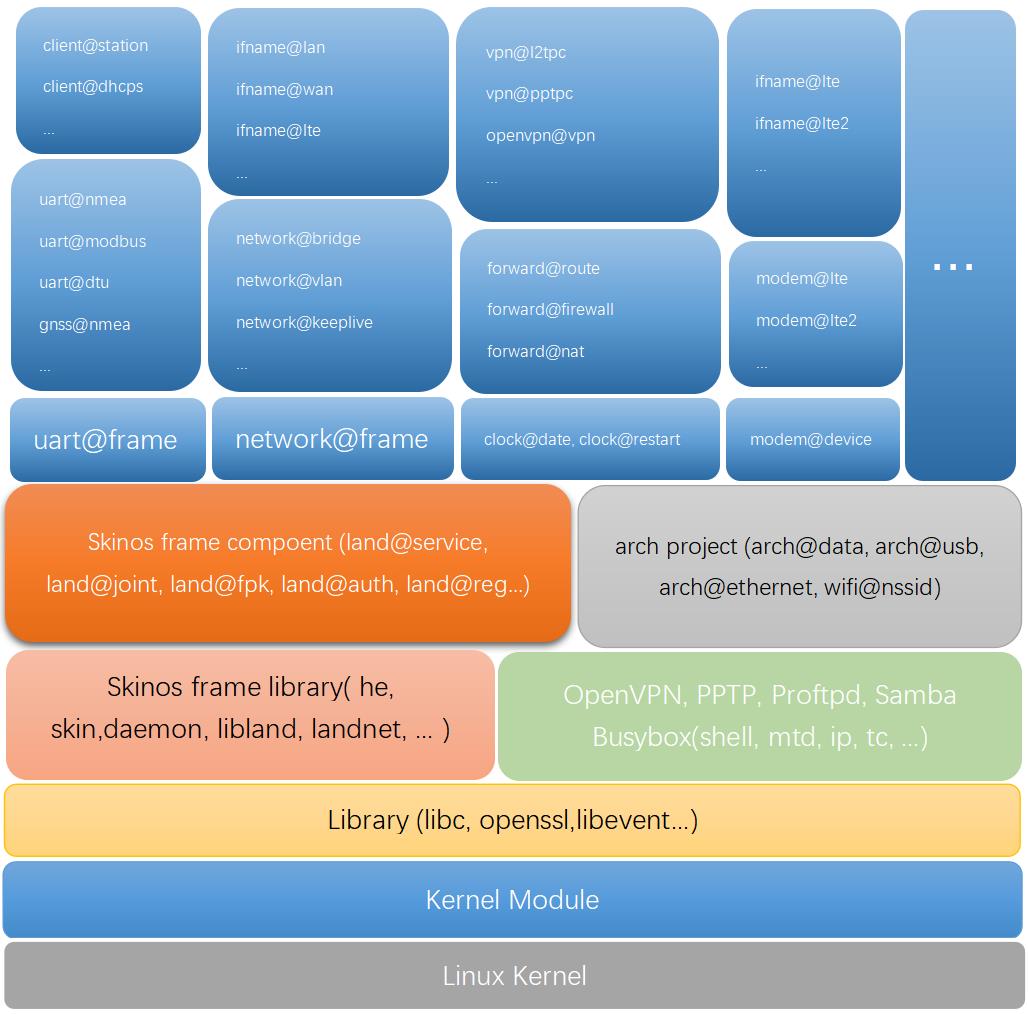 client@station
client@dhcps
...
ifname@lan
ifname@wan
ifname@lte
...
vpn@l2tpc
vpn@pptpc
openvpn@vpn
...
ifname@lte
ifname@lte2
...
...
uart@nmea
uart@modbus
uart@dtu
gnss@nmea
...
network@bridge
network@vlan
network@keeplive
...
forward@route
forward@firewall
forward@nat
modem@lte
modem@lte2
...
uart@frame
network@frame
clock@date, clock@restart
modem@device
Skinos frame compoent (land@service,
land@joint, land@fpk, land@auth, land@reg...)
arch project (arch@data, arch@usb,
arch@ethernet, wifi@nssid)
Skinos frame library( he,
skin,daemon, libland, landnet, ... )
OpenVPN, PPTP, Proftpd, Samba
Busybox(shell, mtd, ip, tc, ...)
Library (libc, openssl,libevent...)
Kernel Module
Linux Kernel